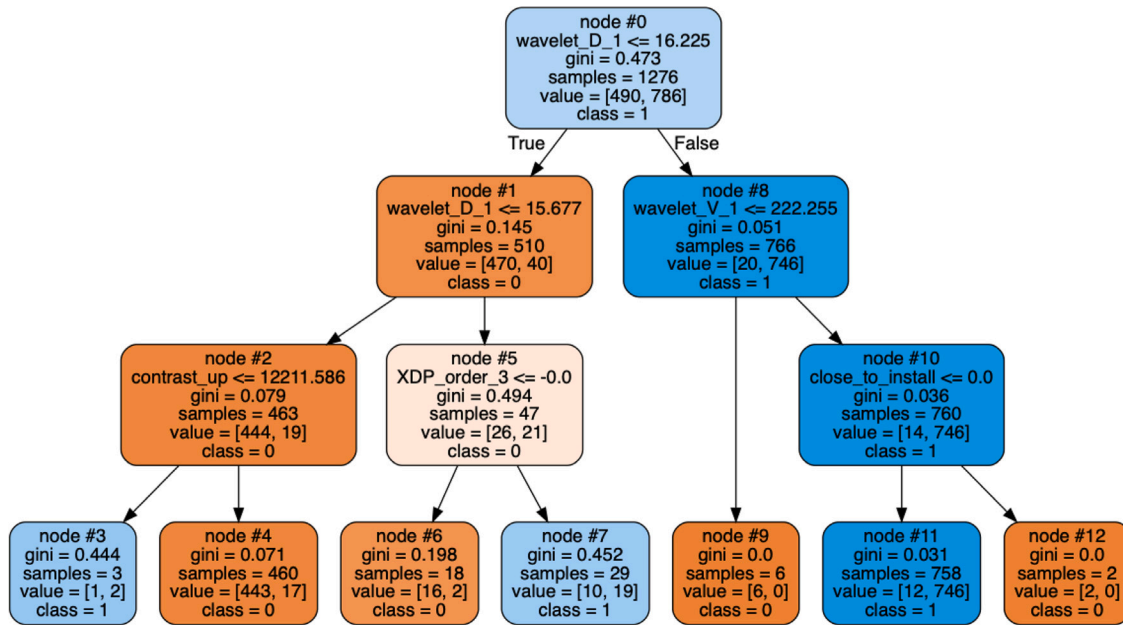 node #0
wavelet_D_1 <= 16.225
gini = 0.473
samples = 1276
value = [490, 786]
class = 1
True
False
node #1
wavelet_D_1 <= 15.677
gini = 0.145
samples = 510
value = [470, 40]
class = 0
node #8
wavelet_V_1 <= 222.255
gini = 0.051
samples = 766
value = [20, 746]
class = 1
node #2
contrast_up <= 12211.586
gini = 0.079
samples = 463
value = [444, 19]
class = 0
node #5
XDP_order_3 <= -0.0
gini = 0.494
samples = 47
value = [26, 21]
class = 0
node #10
close_to_install <= 0.0
gini = 0.036
samples = 760
value = [14, 746]
class = 1
node #3
gini = 0.444
samples = 3
value = [1, 2]
class = 1
node #4
gini = 0.071
samples = 460
value = [443, 17]
class = 0
node #6
gini = 0.198
samples = 18
value = [16, 2]
class = 0
node #7
gini = 0.452
samples = 29
value = [10, 19]
class = 1
node #9
gini = 0.0
samples = 6
value = [6, 0]
class = 0
node #11
gini = 0.031
samples = 758
value = [12, 746]
class = 1
node #12
gini = 0.0
samples = 2
value = [2, 0]
class = 0